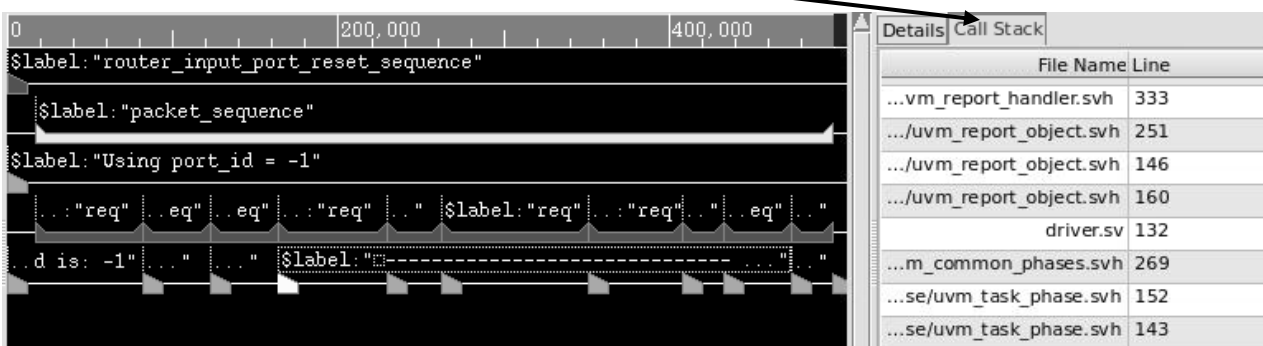 0 200,000 400,000
$label:"router_input_port_reset_sequence"
$label:"packet_sequence"
$label:"Using port_id = -1"
..:"req" ..eq" ..eq" ..:"req" .." $label:"req" ..:"req" .." ..eq" .."
..d is: -1" ..." ..." $label:"------------------------------- ..." .."
Details Call Stack
File Name Line
...vm_report_handler.svh 333
.../uvm_report_object.svh 251
.../uvm_report_object.svh 146
.../uvm_report_object.svh 160
driver.sv 132
...m_common_phases.svh 269
...se/uvm_task_phase.svh 152
...se/uvm_task_phase.svh 143